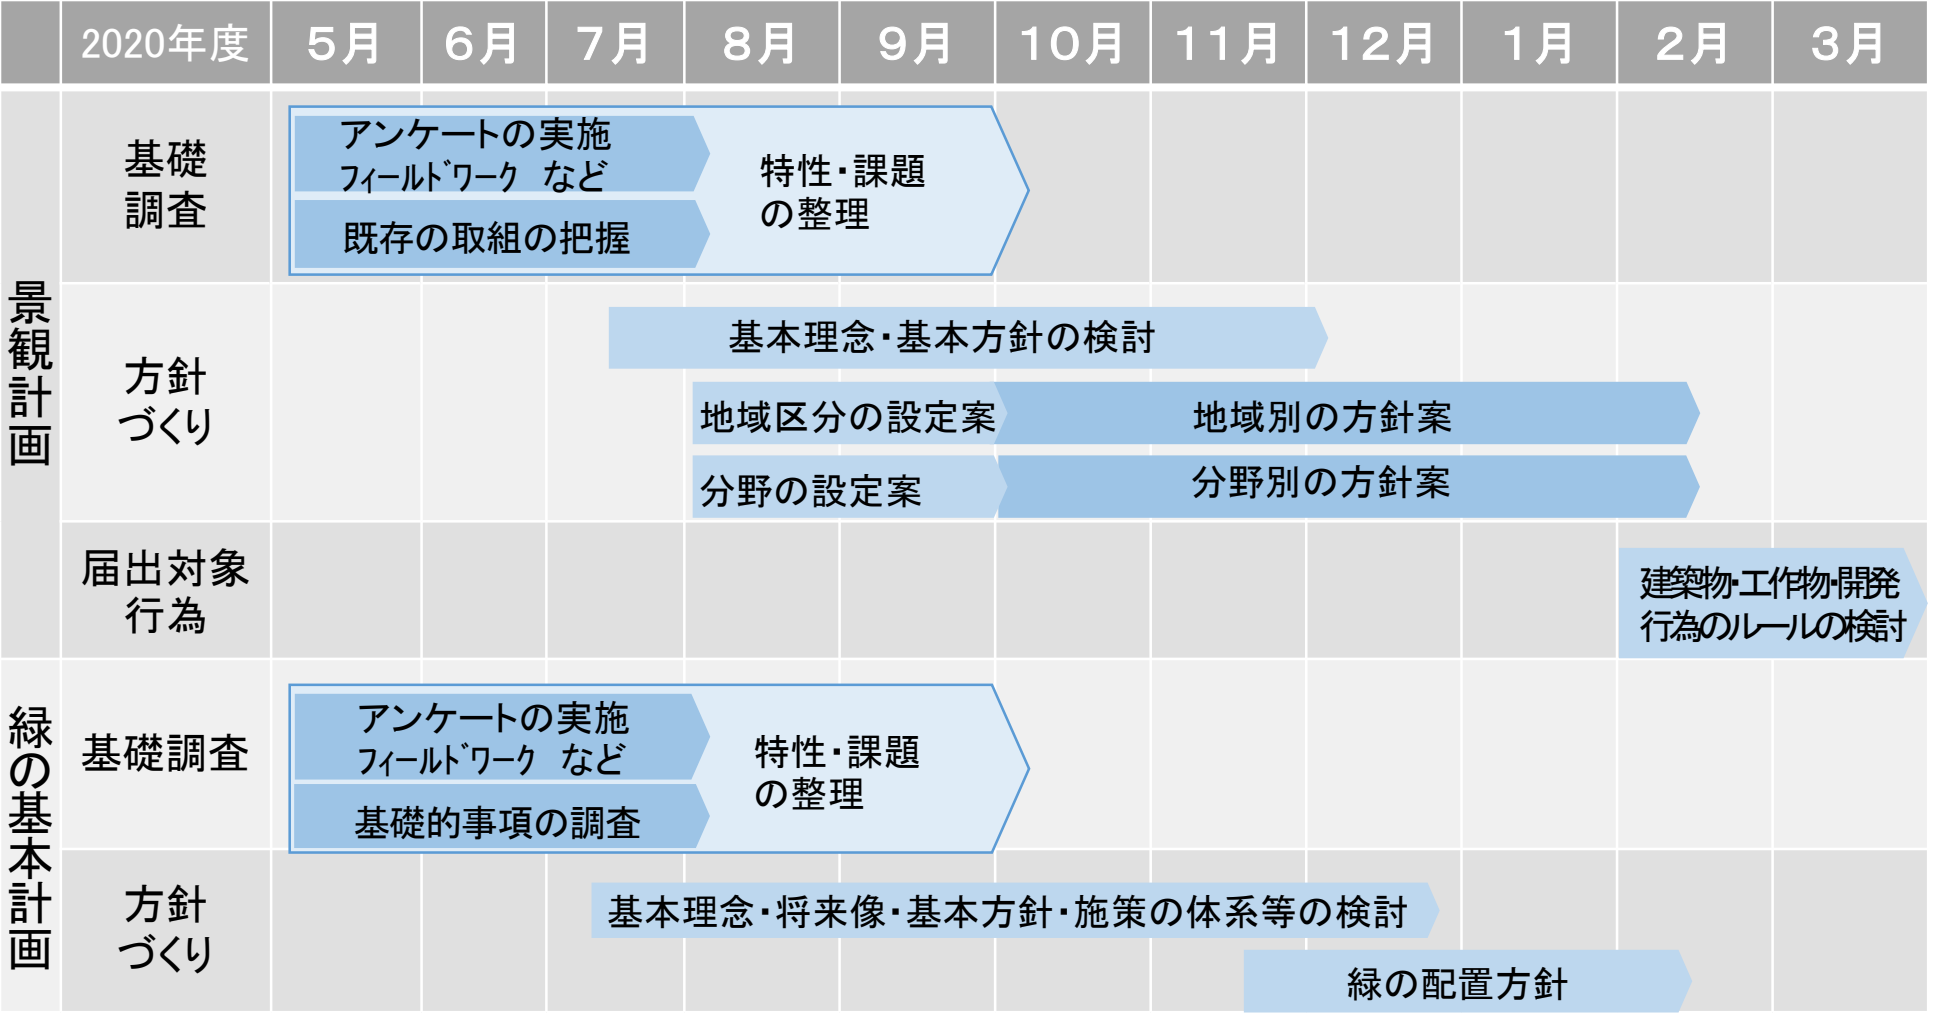 2020年度 5月 6月 7月 8月 9月 10月 11月 12月 1月 2月 3月
景観計画
基礎
調査
アンケートの実施
フィールドワーク など
既存の取組の把握
特性・課題
の整理
方針
づくり
基本理念・基本方針の検討
地域区分の設定案 地域別の方針案
分野の設定案 分野別の方針案
届出対象
行為
建築物・工作物・開発
行為のルールの検討
緑の基本計画
基礎調査
アンケートの実施
フィールドワーク など
基礎的事項の調査
特性・課題
の整理
方針
づくり
基本理念・将来像・基本方針・施策の体系等の検討
緑の配置方針